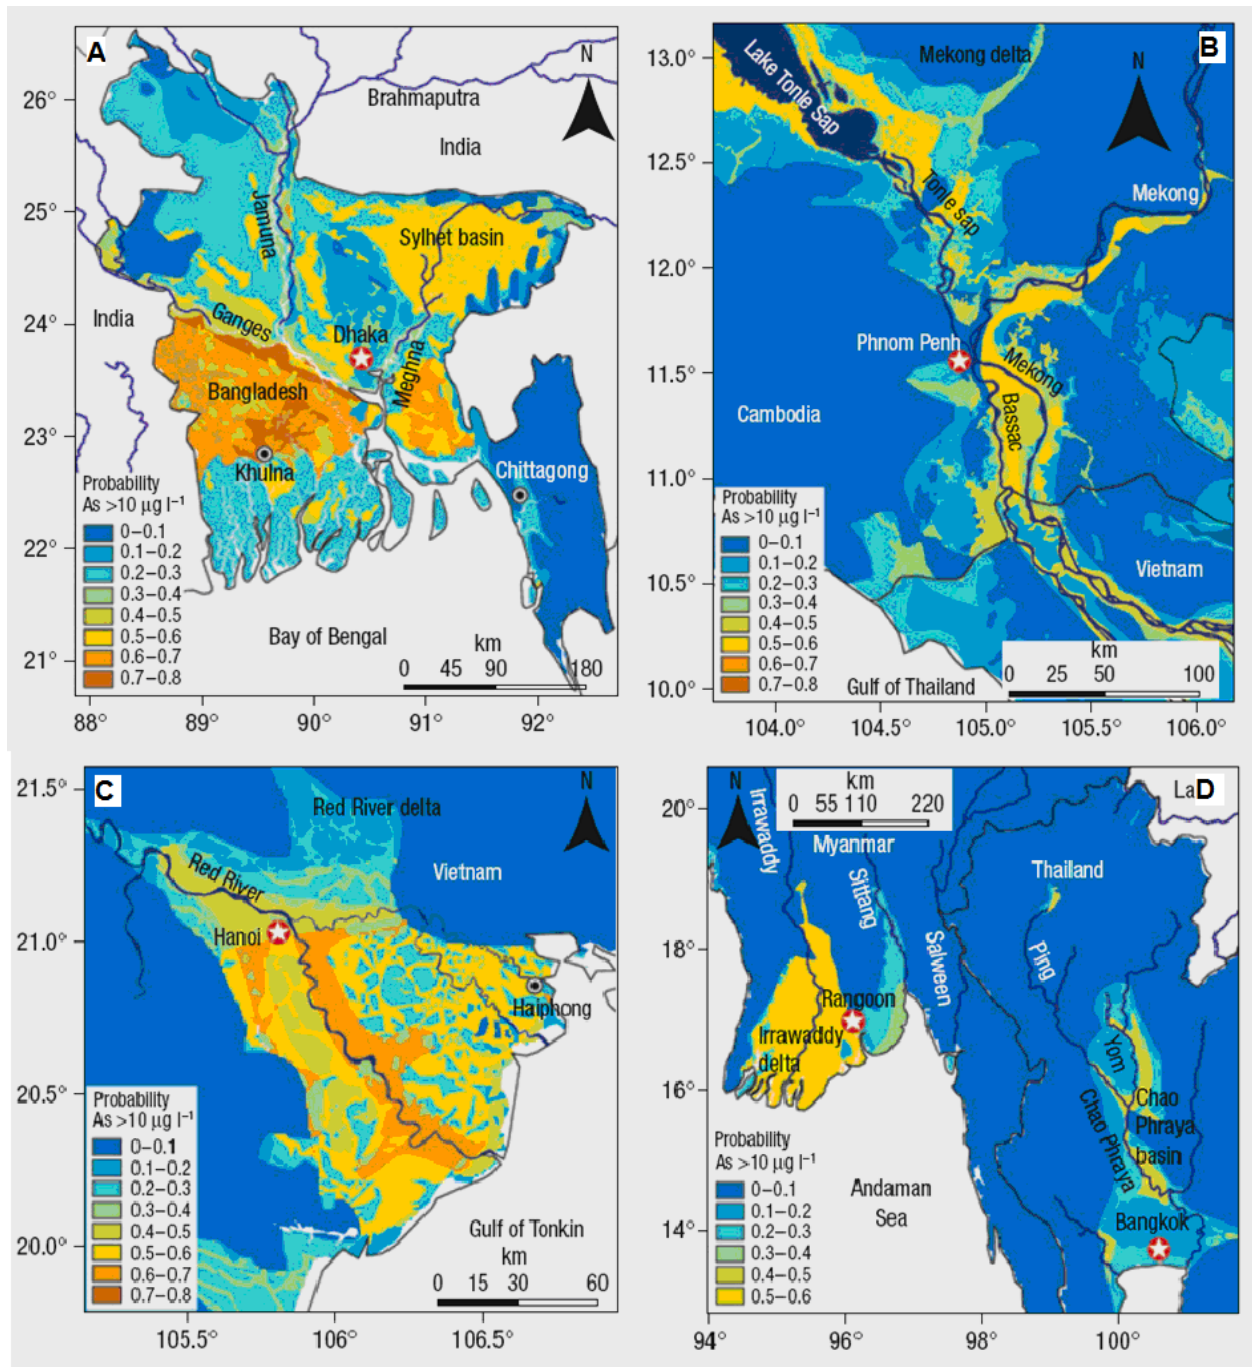 A
N
26°
Brahmaputra
India
25°
Jamuna
Sylhet basin
24°
India
Ganges
Dhaka
Meghna
Bangladesh
23°
Khulna
Chittagong
Probability
As >10 µg l⁻¹
0–0.1
0.1–0.2
0.2–0.3
0.3–0.4
0.4–0.5
0.5–0.6
0.6–0.7
0.7–0.8
22°
21°
Bay of Bengal
km
0 45 90 180
88° 89° 90° 91° 92°
B
N
13.0°
Mekong delta
Lake Tonle Sap
12.5°
Tonle sap
Mekong
12.0°
Phnom Penh
11.5°
Mekong
Bassac
Cambodia
11.0°
Probability
As >10 µg l⁻¹
0–0.1
0.1–0.2
0.2–0.3
0.3–0.4
0.4–0.5
0.5–0.6
0.6–0.7
0.7–0.8
Vietnam
10.5°
10.0°
Gulf of Thailand
km
0 25 50 100
104.0° 104.5° 105.0° 105.5° 106.0°
C
N
21.5°
Red River delta
Red River
Vietnam
21.0°
Hanoi
Haiphong
20.5°
Probability
As >10 µg l⁻¹
0–0.1
0.1–0.2
0.2–0.3
0.3–0.4
0.4–0.5
0.5–0.6
0.6–0.7
0.7–0.8
20.0°
Gulf of Tonkin
km
0 15 30 60
105.5° 106° 106.5°
D
N
km
0 55 110 220
La
20°
Irrawaddy
Myanmar
Thailand
Sittang
18°
Salween
Ping
Rangoon
Irrawaddy
delta
Yom
16°
Chao
Phraya
basin
Chao Phraya
Probability
As >10 µg l⁻¹
0–0.1
0.1–0.2
0.2–0.3
0.3–0.4
0.4–0.5
0.5–0.6
Andaman
Sea
Bangkok
14°
94° 96° 98° 100°